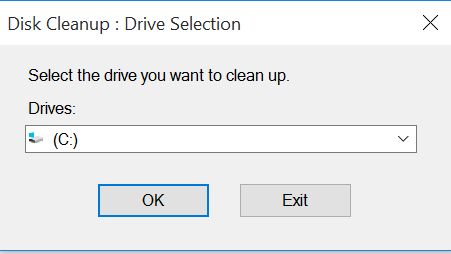 Disk Cleanup : Drive Selection
Select the drive you want to clean up.
Drives:
(C:)
OK Exit